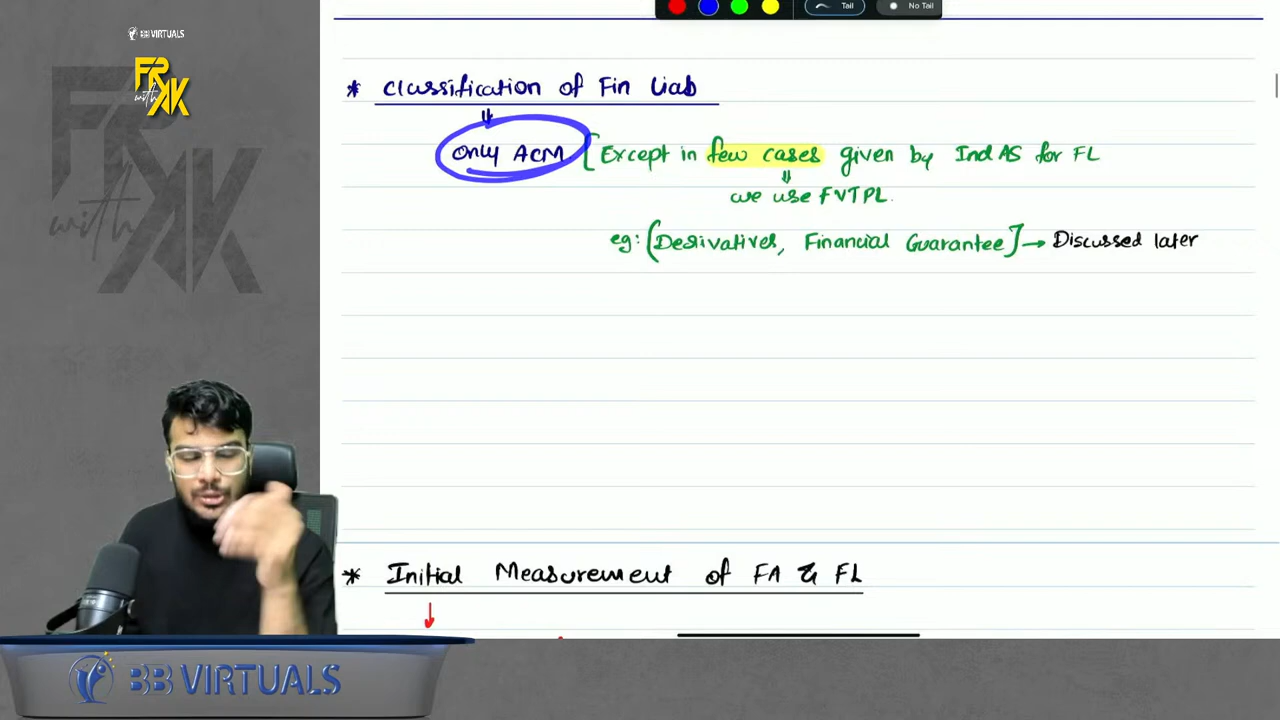 Tail
No Tail
BB VIRTUALS
FR
with AK
* Classification of Fin Liab
Only ACM [Except in few cases given by Ind AS for FL
we use FVTPL.
eg: [Derivatives, Financial Guarantee] → Discussed later
* Initial Measurement of FA & FL
BB VIRTUALS